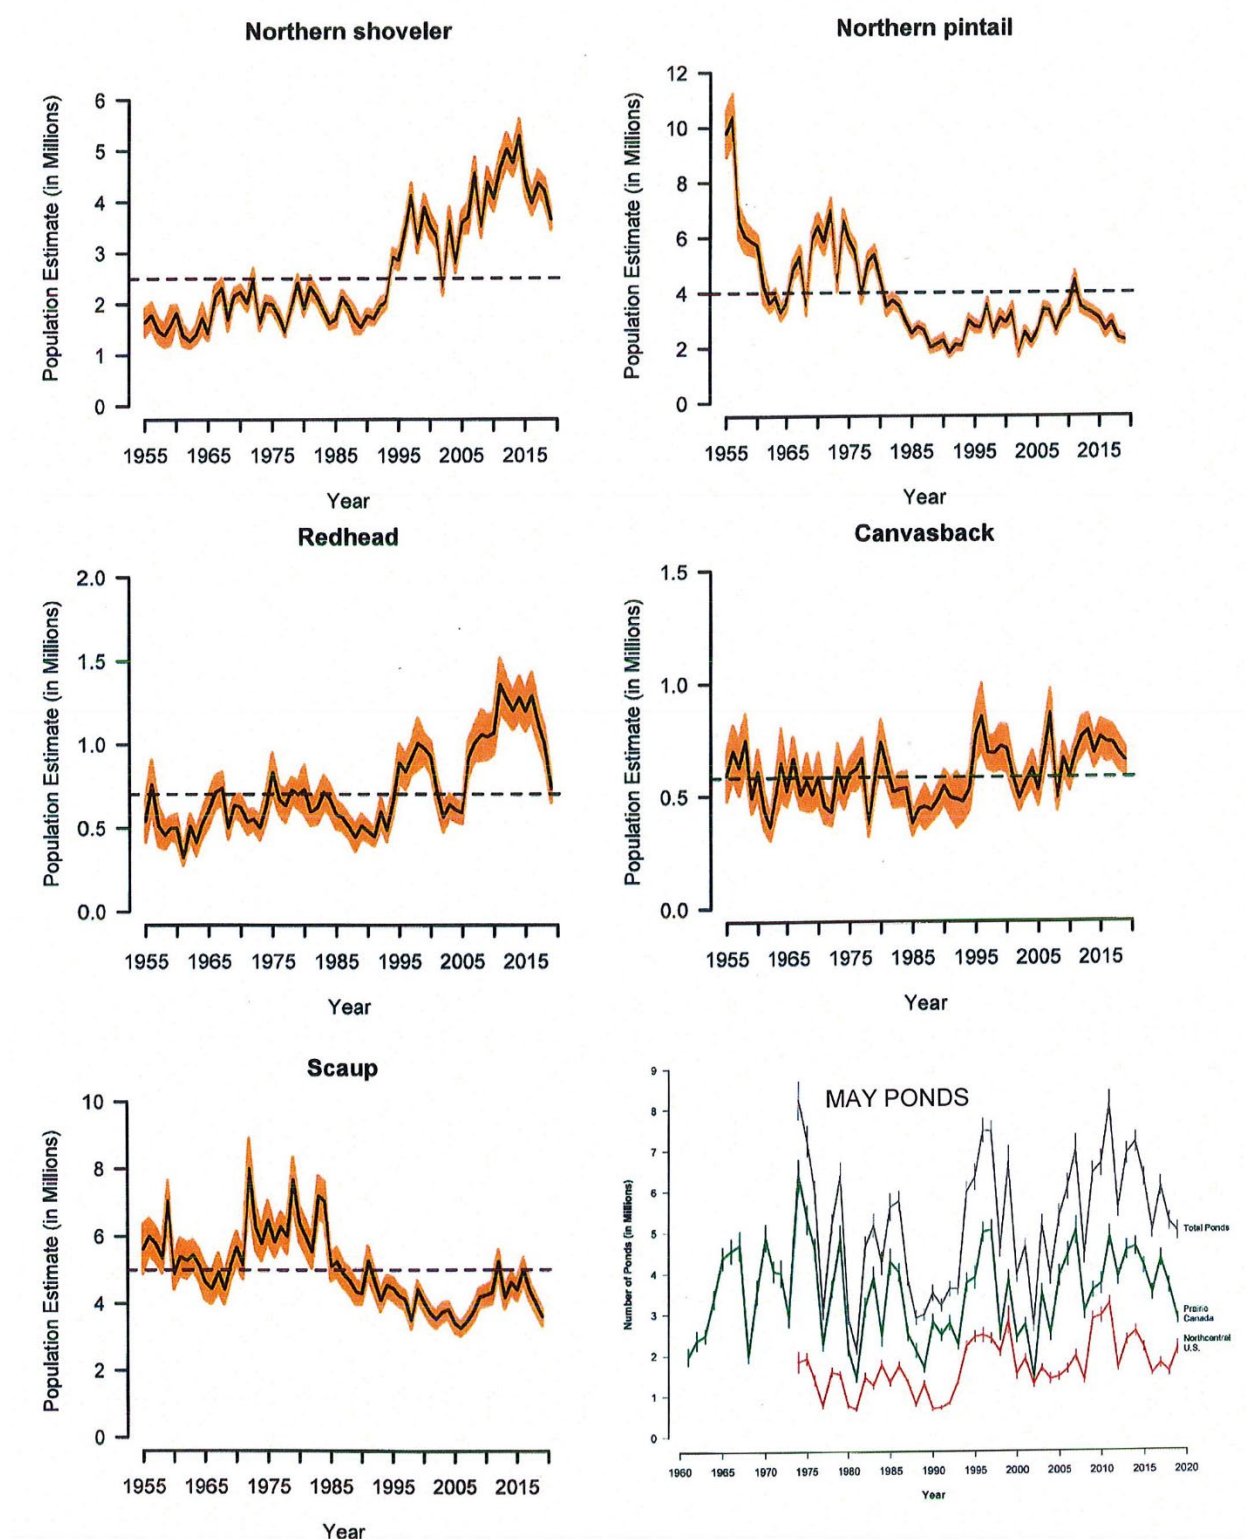 Northern shoveler
Population Estimate (in Millions)
6
5
4
3
2
1
0
1955 1965 1975 1985 1995 2005 2015
Year
Northern pintail
Population Estimate (in Millions)
12
10
8
6
4
2
0
1955 1965 1975 1985 1995 2005 2015
Year
Redhead
Population Estimate (in Millions)
2.0
1.5
1.0
0.5
0.0
1955 1965 1975 1985 1995 2005 2015
Year
Canvasback
Population Estimate (in Millions)
1.5
1.0
0.5
0.0
1955 1965 1975 1985 1995 2005 2015
Year
Scaup
Population Estimate (in Millions)
10
8
6
4
2
0
1955 1965 1975 1985 1995 2005 2015
Year
MAY PONDS
Number of Ponds (in Millions)
9
8
7
6
5
4
3
2
1
0
Total Ponds
Prairie
Canada
Northcentral
U.S.
1960 1965 1970 1975 1980 1985 1990 1995 2000 2005 2010 2015 2020
Year